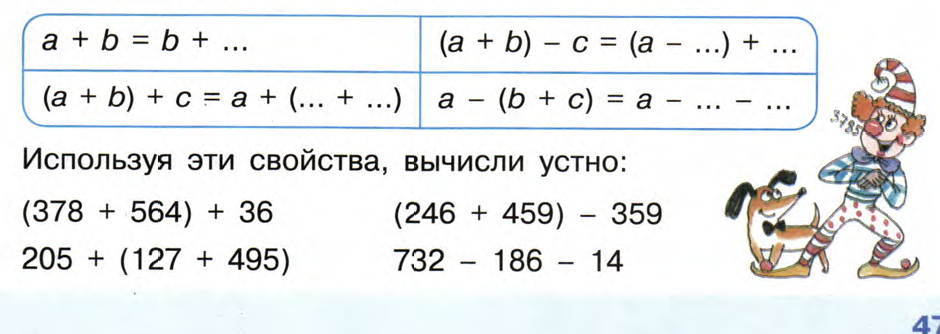 a + b = b + ...
(a + b) − c = (a − ...) + ...
(a + b) + c = a + (... + ...)
a − (b + c) = a − ... − ...
3785
Используя эти свойства, вычисли устно:
(378 + 564) + 36
(246 + 459) − 359
205 + (127 + 495)
732 − 186 − 14
47